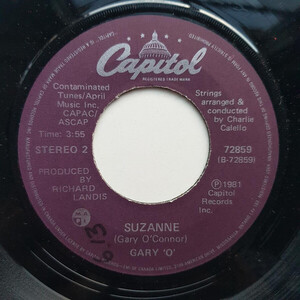 Capitol
REGISTERED TRADE MARK
Contaminated
Tunes/April
Music Inc.
CAPAC/
ASCAP
Time: 3:55
STEREO 2
PRODUCED
BY
RICHARD
LANDIS
Strings
arranged &
conducted
by Charlie
Calello
72859
(B-72859)
Ⓟ1981
Capitol
Records
Inc.
SUZANNE
(Gary O'Connor)
GARY 'O'